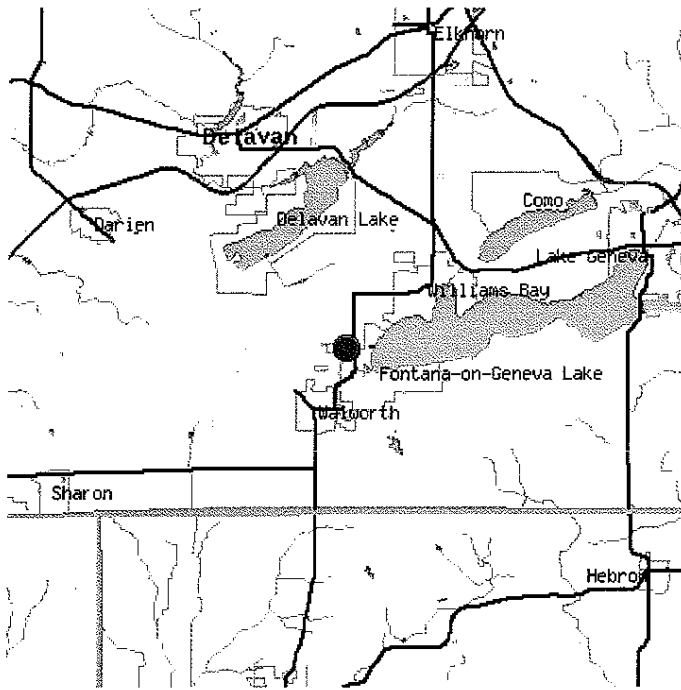 Elkhorn
Delavan
Como
Delavan Lake
Darien
Lake Geneva
Williams Bay
Fontana-on-Geneva Lake
Walworth
Sharon
Hebron